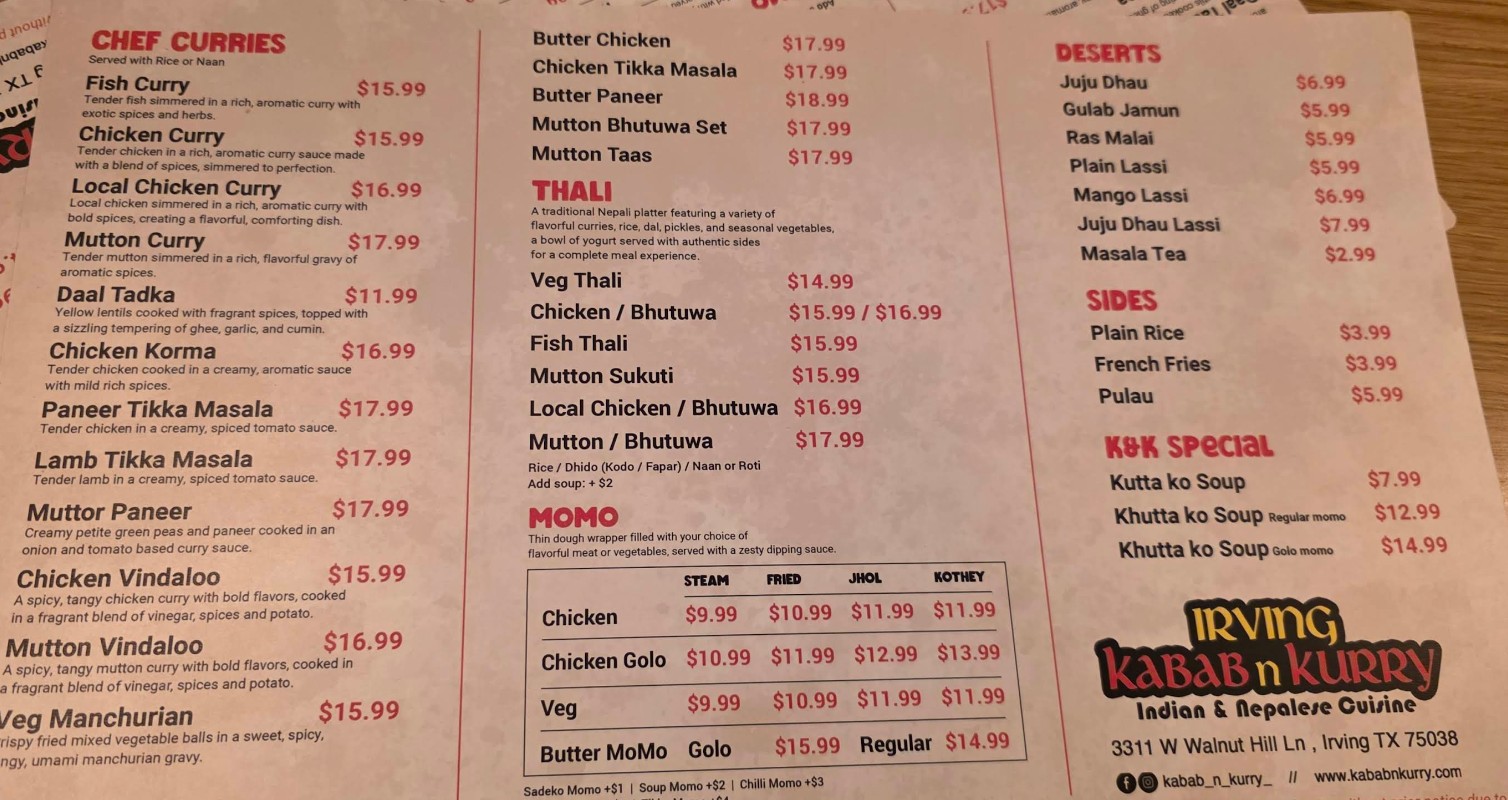 CHEF CURRIES
Served with Rice or Naan
Fish Curry $15.99
Tender fish simmered in a rich, aromatic curry with
exotic spices and herbs.
Chicken Curry $15.99
Tender chicken in a rich, aromatic curry sauce made
with a blend of spices, simmered to perfection.
Local Chicken Curry $16.99
Local chicken simmered in a rich, aromatic curry with
bold spices, creating a flavorful, comforting dish.
Mutton Curry $17.99
Tender mutton simmered in a rich, flavorful gravy of
aromatic spices.
Daal Tadka $11.99
Yellow lentils cooked with fragrant spices, topped with
a sizzling tempering of ghee, garlic, and cumin.
Chicken Korma $16.99
Tender chicken cooked in a creamy, aromatic sauce
with mild rich spices.
Paneer Tikka Masala $17.99
Tender chicken in a creamy, spiced tomato sauce.
Lamb Tikka Masala $17.99
Tender lamb in a creamy, spiced tomato sauce.
Muttor Paneer $17.99
Creamy petite green peas and paneer cooked in an
onion and tomato based curry sauce.
Chicken Vindaloo $15.99
A spicy, tangy chicken curry with bold flavors, cooked
in a fragrant blend of vinegar, spices and potato.
Mutton Vindaloo $16.99
A spicy, tangy mutton curry with bold flavors, cooked in
a fragrant blend of vinegar, spices and potato.
Veg Manchurian $15.99
rispy fried mixed vegetable balls in a sweet, spicy,
ngy, umami manchurian gravy.
Butter Chicken $17.99
Chicken Tikka Masala $17.99
Butter Paneer $18.99
Mutton Bhutuwa Set $17.99
Mutton Taas $17.99
THALI
A traditional Nepali platter featuring a variety of
flavorful curries, rice, dal, pickles, and seasonal vegetables,
a bowl of yogurt served with authentic sides
for a complete meal experience.
Veg Thali $14.99
Chicken / Bhutuwa $15.99 / $16.99
Fish Thali $15.99
Mutton Sukuti $15.99
Local Chicken / Bhutuwa $16.99
Mutton / Bhutuwa $17.99
Rice / Dhido (Kodo / Fapar) / Naan or Roti
Add soup: + $2
MOMO
Thin dough wrapper filled with your choice of
flavorful meat or vegetables, served with a zesty dipping sauce.
STEAM FRIED JHOL KOTHEY
Chicken $9.99 $10.99 $11.99 $11.99
Chicken Golo $10.99 $11.99 $12.99 $13.99
Veg $9.99 $10.99 $11.99 $11.99
Butter MoMo Golo $15.99 Regular $14.99
Sadeko Momo +$1 | Soup Momo +$2 | Chilli Momo +$3
DESERTS
Juju Dhau $6.99
Gulab Jamun $5.99
Ras Malai $5.99
Plain Lassi $5.99
Mango Lassi $6.99
Juju Dhau Lassi $7.99
Masala Tea $2.99
SIDES
Plain Rice $3.99
French Fries $3.99
Pulau $5.99
K&K SPecial
Kutta ko Soup $7.99
Khutta ko Soup Regular momo $12.99
Khutta ko Soup Golo momo $14.99
IRVING
KABAB n KURRY
Indian & Nepalese Cuisine
3311 W Walnut Hill Ln , Irving TX 75038
kabab_n_kurry_ // www.kababnkurry.com